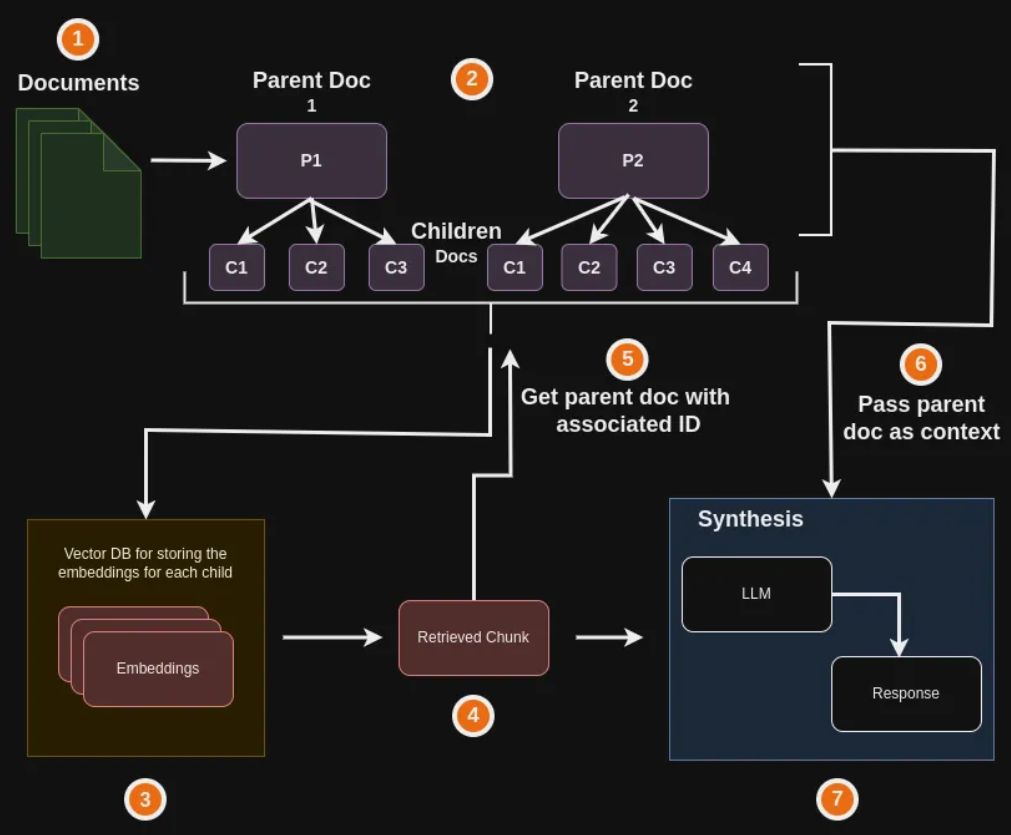 1
Documents
Parent Doc
1
2
Parent Doc
2
P1
P2
Children
Docs
C1
C2
C3
C1
C2
C3
C4
5
Get parent doc with
associated ID
6
Pass parent
doc as context
Vector DB for storing the
embeddings for each child
Embeddings
3
Retrieved Chunk
4
Synthesis
LLM
Response
7